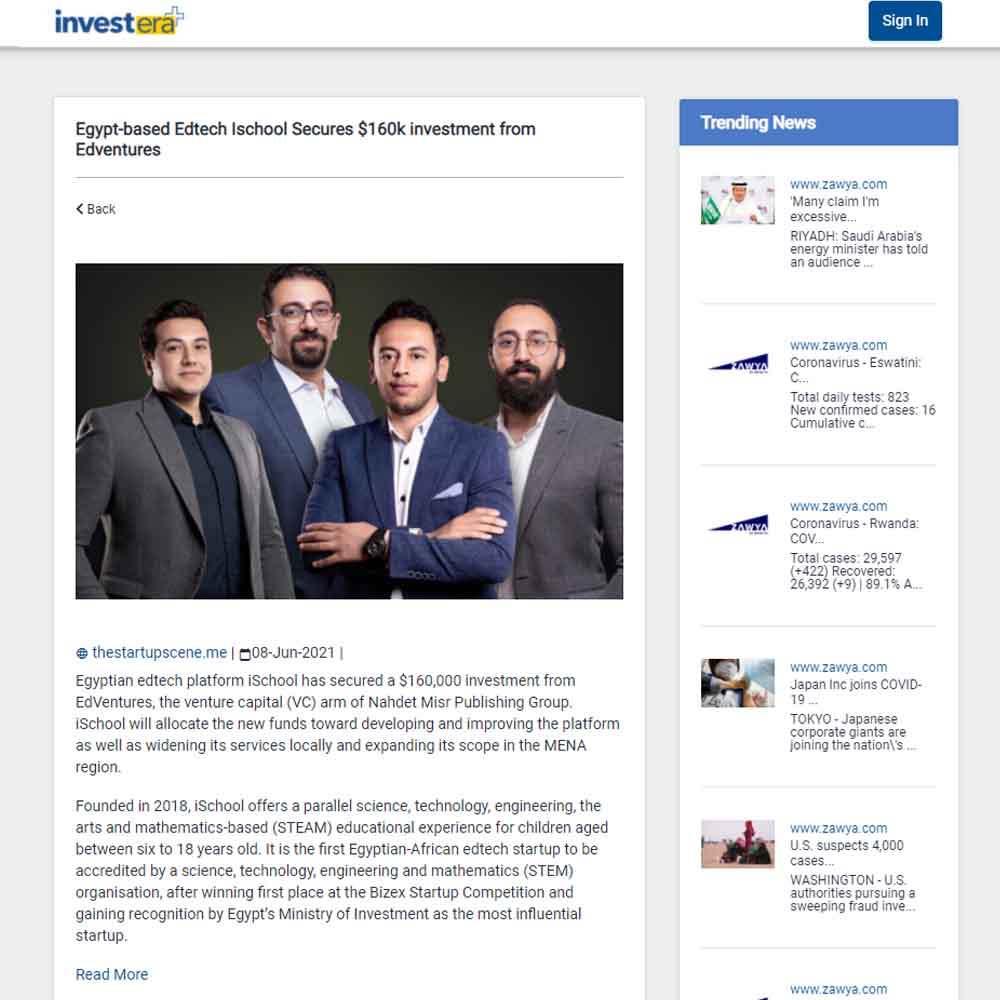 investera
Sign In
Egypt-based Edtech Ischool Secures $160k investment from
Edventures
Back
thestartupscene.me | 08-Jun-2021 |
Egyptian edtech platform iSchool has secured a $160,000 investment from
EdVentures, the venture capital (VC) arm of Nahdet Misr Publishing Group.
iSchool will allocate the new funds toward developing and improving the platform
as well as widening its services locally and expanding its scope in the MENA
region.
Founded in 2018, iSchool offers a parallel science, technology, engineering, the
arts and mathematics-based (STEAM) educational experience for children aged
between six to 18 years old. It is the first Egyptian-African edtech startup to be
accredited by a science, technology, engineering and mathematics (STEM)
organisation, after winning first place at the Bizex Startup Competition and
gaining recognition by Egypt's Ministry of Investment as the most influential
startup.
Read More
Trending News
www.zawya.com
'Many claim I'm
excessive...
RIYADH: Saudi Arabia's
energy minister has told
an audience ...
ZAWYA
www.zawya.com
Coronavirus - Eswatini:
C...
Total daily tests: 823
New confirmed cases: 16
Cumulative c...
ZAWYA
www.zawya.com
Coronavirus - Rwanda:
COV...
Total cases: 29,597
(+422) Recovered:
26,392 (+9) | 89.1% A...
www.zawya.com
Japan Inc joins COVID-
19 ...
TOKYO - Japanese
corporate giants are
joining the nation\'s ...
www.zawya.com
U.S. suspects 4,000
cases...
WASHINGTON - U.S.
authorities pursuing a
sweeping fraud inve...
www.zawya.com